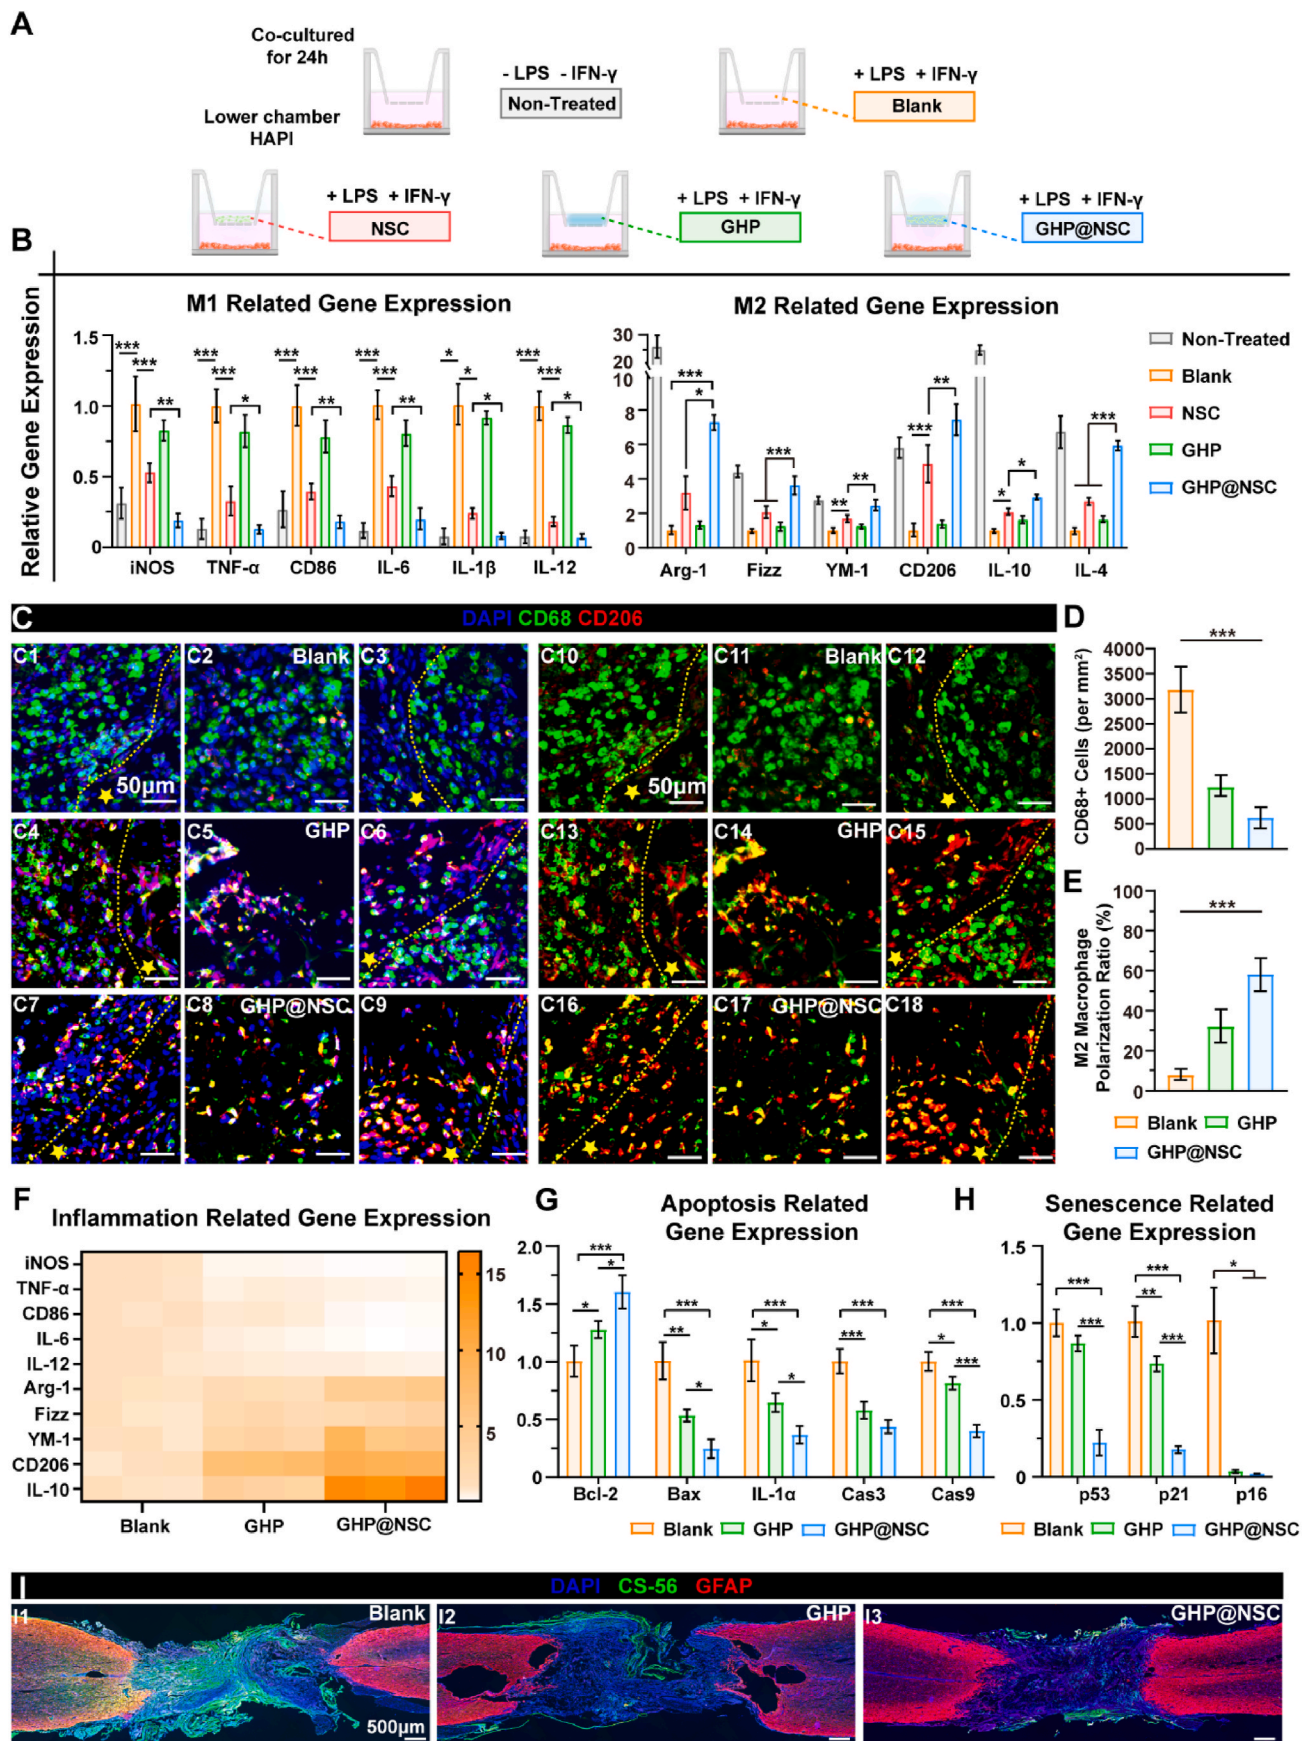 A
Co-cultured
for 24h
Lower chamber
HAPI
- LPS - IFN-γ
Non-Treated
+ LPS + IFN-γ
Blank
+ LPS + IFN-γ
NSC
+ LPS + IFN-γ
GHP
+ LPS + IFN-γ
GHP@NSC
B
Relative Gene Expression
M1 Related Gene Expression
1.5
1.0
0.5
0
*** *** *** *** * ***
*** *** *** *** * ***
** * ** ** * *
iNOS TNF-α CD86 IL-6 IL-1β IL-12
M2 Related Gene Expression
30
20
10
8
6
4
2
0
*** * *** ** ** *** ** * * ***
Arg-1 Fizz YM-1 CD206 IL-10 IL-4
Non-Treated
Blank
NSC
GHP
GHP@NSC
C
DAPI CD68 CD206
C1 C2 Blank C3 C10 C11 Blank C12
50μm 50μm
C4 C5 GHP C6 C13 C14 GHP C15
C7 C8 GHP@NSC C9 C16 C17 GHP@NSC C18
D
CD68+ Cells (per mm²)
4000
3500
3000
2500
2000
1500
1000
500
0
***
E
M2 Macrophage
Polarization Ratio (%)
100
80
60
40
20
0
***
Blank GHP
GHP@NSC
F
Inflammation Related Gene Expression
iNOS
TNF-α
CD86
IL-6
IL-12
Arg-1
Fizz
YM-1
CD206
IL-10
Blank GHP GHP@NSC
15
10
5
G
Apoptosis Related
Gene Expression
2.0
1.5
1.0
0.5
0
*** * *
*** ** *
*** * *
*** ***
*** * ***
Bcl-2 Bax IL-1α Cas3 Cas9
Blank GHP GHP@NSC
H
Senescence Related
Gene Expression
1.5
1.0
0.5
0
*** ***
*** ** ***
*
p53 p21 p16
Blank GHP GHP@NSC
I
DAPI CS-56 GFAP
I1 Blank I2 GHP I3 GHP@NSC
500μm